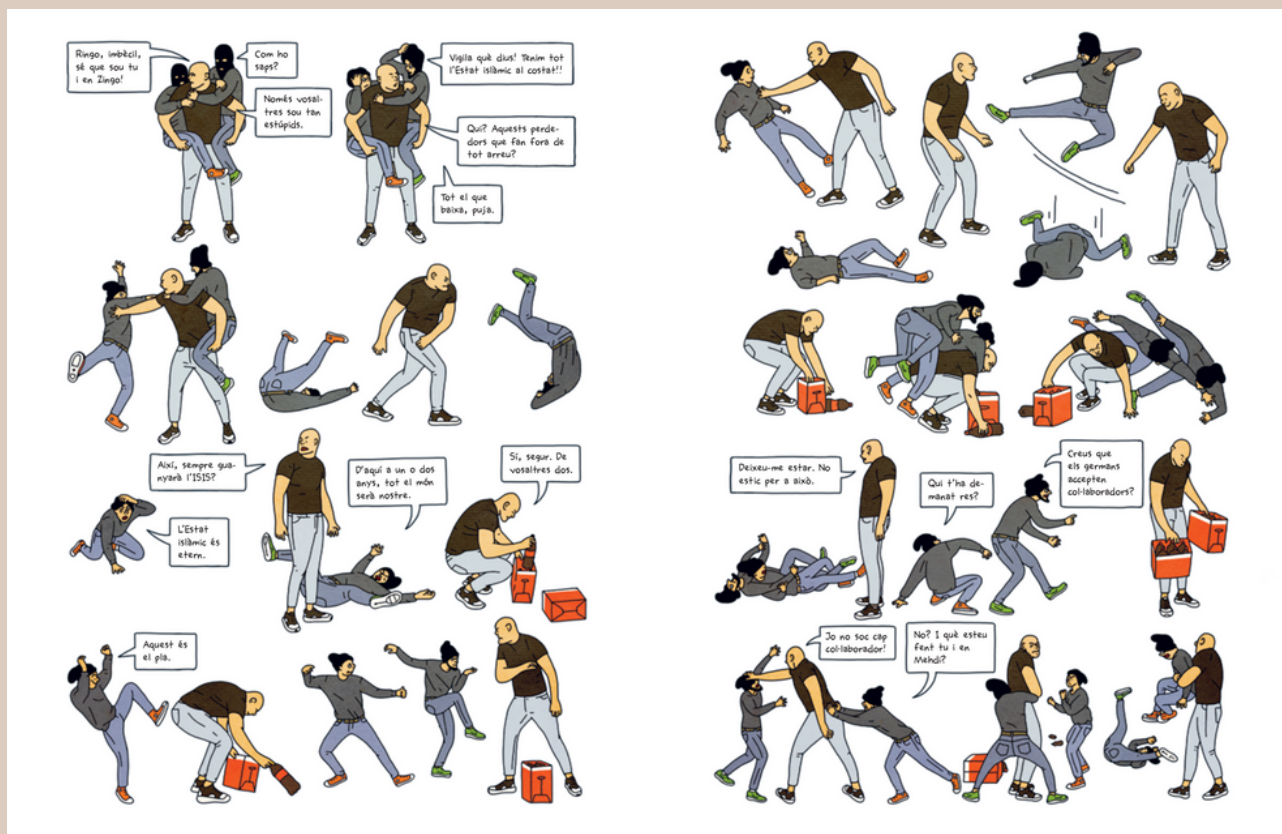 Ringo, imbècil,
sé que sou tu
i en Zingo!
Com ho
saps?
Només vosal-
tres sou tan
estúpids.
Vigila què dius! Tenim tot
l'Estat islàmic al costat!!
Qui? Aquests perde-
dors que fan fora de
tot arreu?
Tot el que
baixa, puja.
Així, sempre gua-
nyarà l'1515?
L'Estat
islàmic és
etern.
D'aquí a un o dos
anys, tot el món
serà nostre.
Sí, segur. De
vosaltres dos.
Aquest és
el pla.
Deixeu-me estar. No
estic per a això.
Qui t'ha de-
manat res?
Creus que
els germans
accepten
col·laboradors?
Jo no soc cap
col·laborador!
No? I què esteu
fent tu i en
Mehdi?